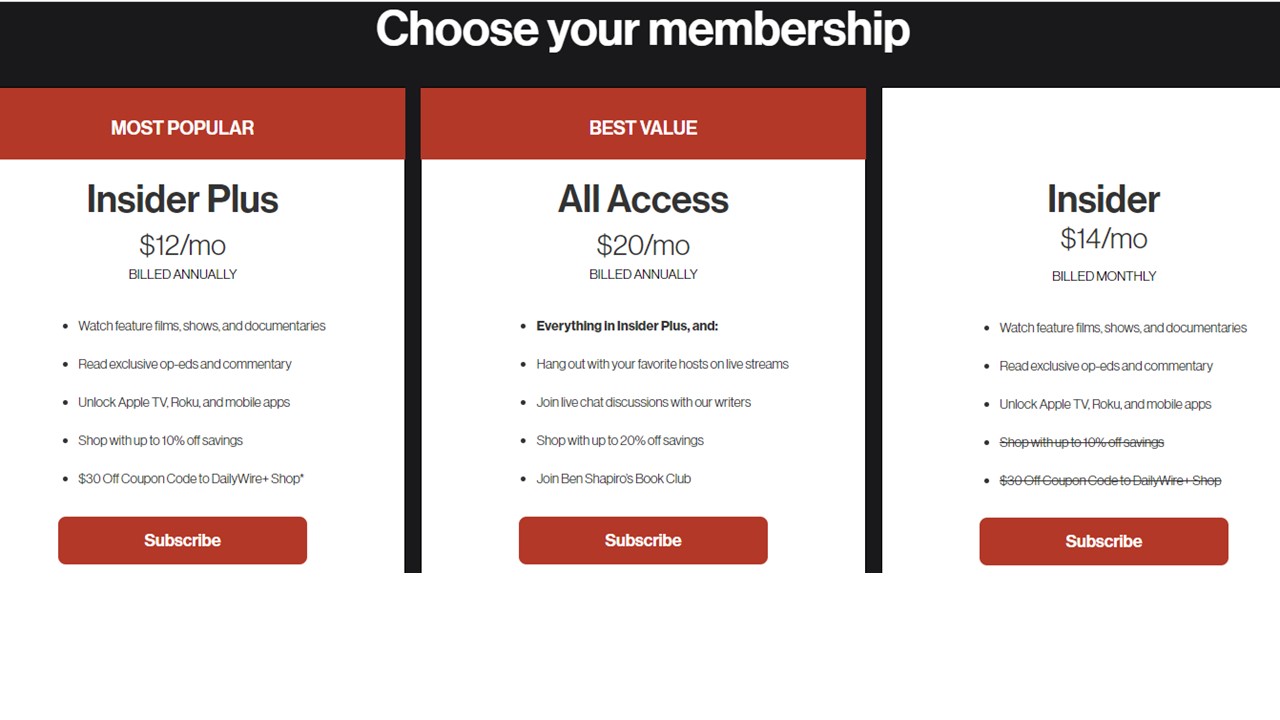 Choose your membership
MOST POPULAR
Insider Plus
$12/mo
BILLED ANNUALLY
Watch feature films, shows, and documentaries
Read exclusive op-eds and commentary
Unlock Apple TV, Roku, and mobile apps
Shop with up to 10% off savings
$30 Off Coupon Code to DailyWire+ Shop*
Subscribe
BEST VALUE
All Access
$20/mo
BILLED ANNUALLY
Everything in Insider Plus, and:
Hang out with your favorite hosts on live streams
Join live chat discussions with our writers
Shop with up to 20% off savings
Join Ben Shapiro's Book Club
Subscribe
Insider
$14/mo
BILLED MONTHLY
Watch feature films, shows, and documentaries
Read exclusive op-eds and commentary
Unlock Apple TV, Roku, and mobile apps
Shop with up to 10% off savings
$30 Off Coupon Code to DailyWire+ Shop
Subscribe